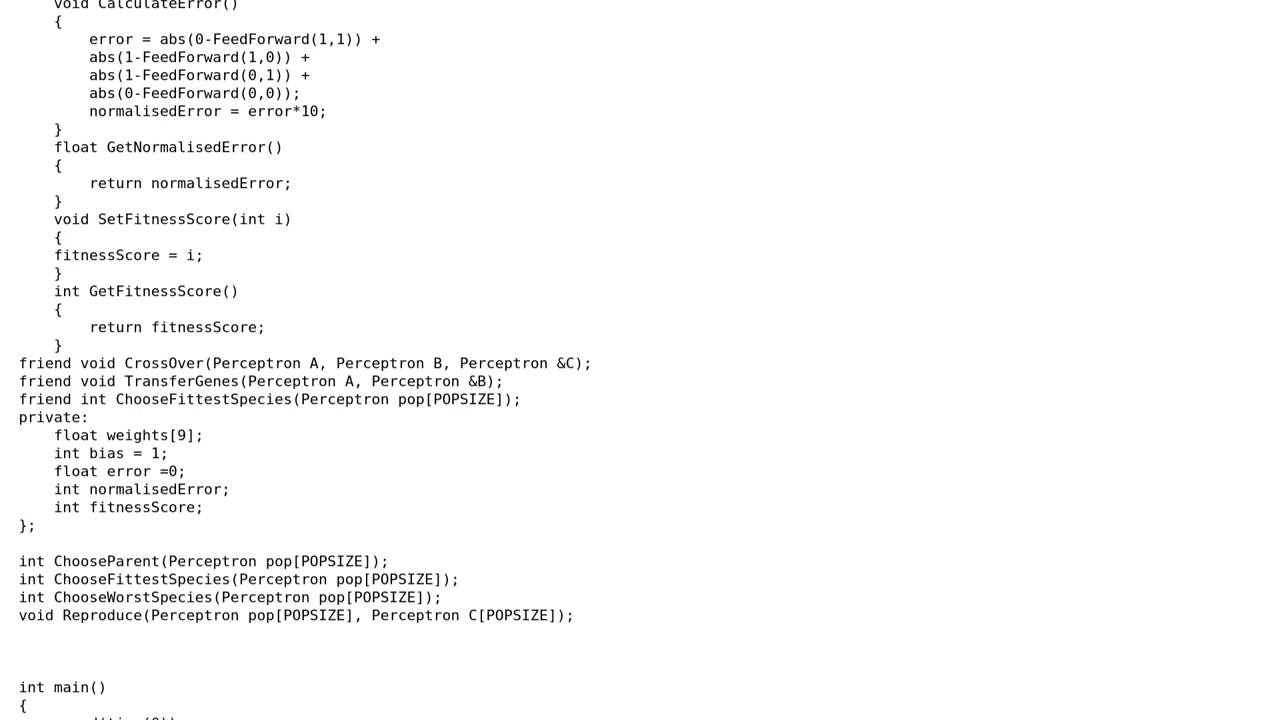 void CalculateError()
{
error = abs(0-FeedForward(1,1)) +
abs(1-FeedForward(1,0)) +
abs(1-FeedForward(0,1)) +
abs(0-FeedForward(0,0));
normalisedError = error*10;
}
float GetNormalisedError()
{
return normalisedError;
}
void SetFitnessScore(int i)
{
fitnessScore = i;
}
int GetFitnessScore()
{
return fitnessScore;
}
friend void CrossOver(Perceptron A, Perceptron B, Perceptron &C);
friend void TransferGenes(Perceptron A, Perceptron &B);
friend int ChooseFittestSpecies(Perceptron pop[POPSIZE]);
private:
float weights[9];
int bias = 1;
float error =0;
int normalisedError;
int fitnessScore;
};
int ChooseParent(Perceptron pop[POPSIZE]);
int ChooseFittestSpecies(Perceptron pop[POPSIZE]);
int ChooseWorstSpecies(Perceptron pop[POPSIZE]);
void Reproduce(Perceptron pop[POPSIZE], Perceptron C[POPSIZE]);
int main()
{